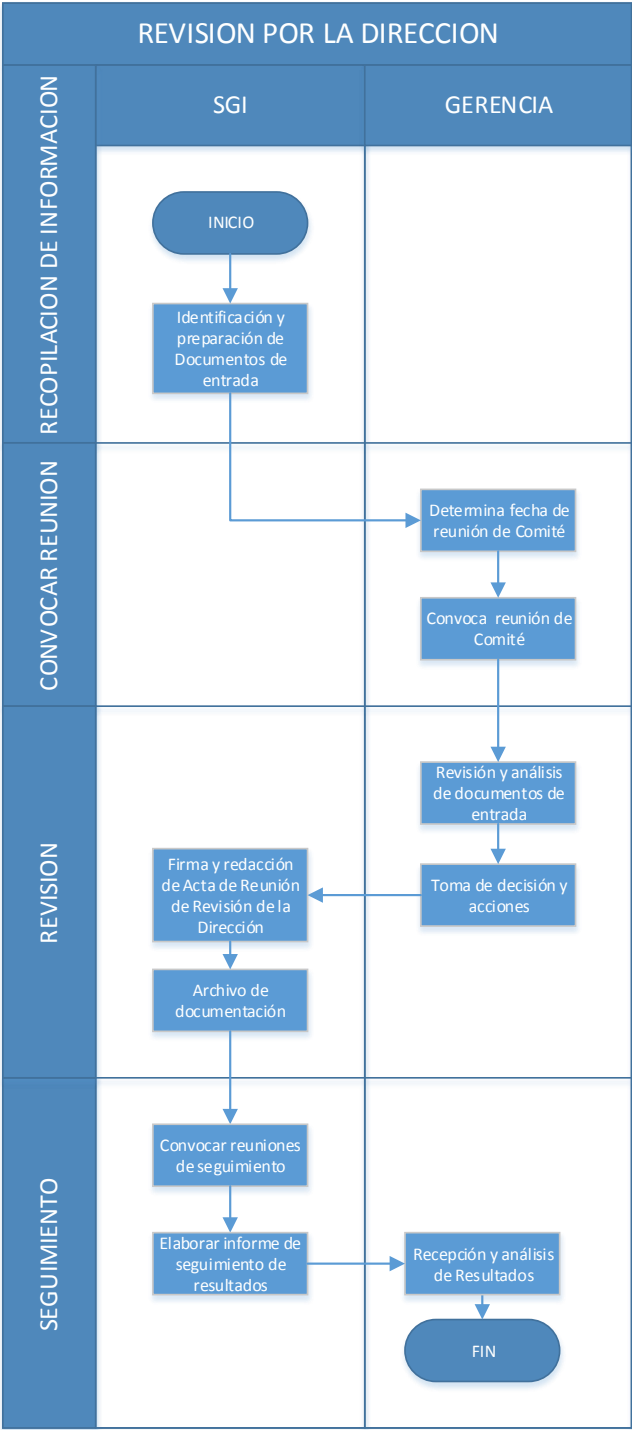 REVISION POR LA DIRECCION
SGI
GERENCIA
RECOPILACION DE INFORMACION
INICIO
Identificación y
preparación de
Documentos de
entrada
CONVOCAR REUNION
Determina fecha de
reunión de Comité
Convoca reunión de
Comité
REVISION
Revisión y análisis
de documentos de
entrada
Toma de decisión y
acciones
Firma y redacción
de Acta de Reunión
de Revisión de la
Dirección
Archivo de
documentación
SEGUIMIENTO
Convocar reuniones
de seguimiento
Elaborar informe de
seguimiento de
resultados
Recepción y análisis
de Resultados
FIN